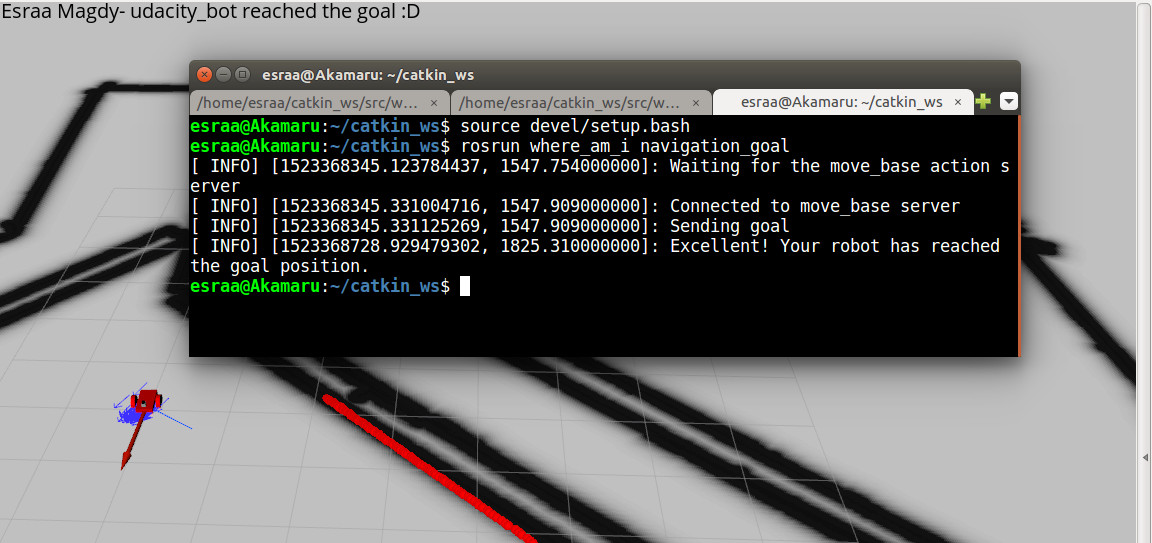 Esraa Magdy- udacity_bot reached the goal :D
esraa@Akamaru: ~/catkin_ws
/home/esraa/catkin_ws/src/w... × /home/esraa/catkin_ws/src/w... × esraa@Akamaru: ~/catkin_ws ×
esraa@Akamaru:~/catkin_ws$ source devel/setup.bash
esraa@Akamaru:~/catkin_ws$ rosrun where_am_i navigation_goal
[ INFO] [1523368345.123784437, 1547.754000000]: Waiting for the move_base action s
erver
[ INFO] [1523368345.331004716, 1547.909000000]: Connected to move_base server
[ INFO] [1523368345.331125269, 1547.909000000]: Sending goal
[ INFO] [1523368728.929479302, 1825.310000000]: Excellent! Your robot has reached
the goal position.
esraa@Akamaru:~/catkin_ws$